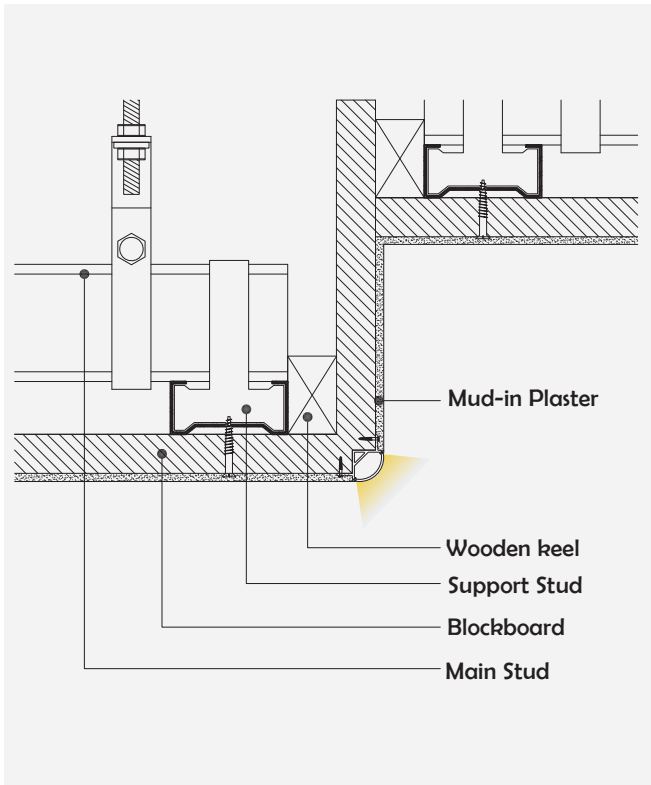 Mud-in Plaster
Wooden keel
Support Stud
Blockboard
Main Stud